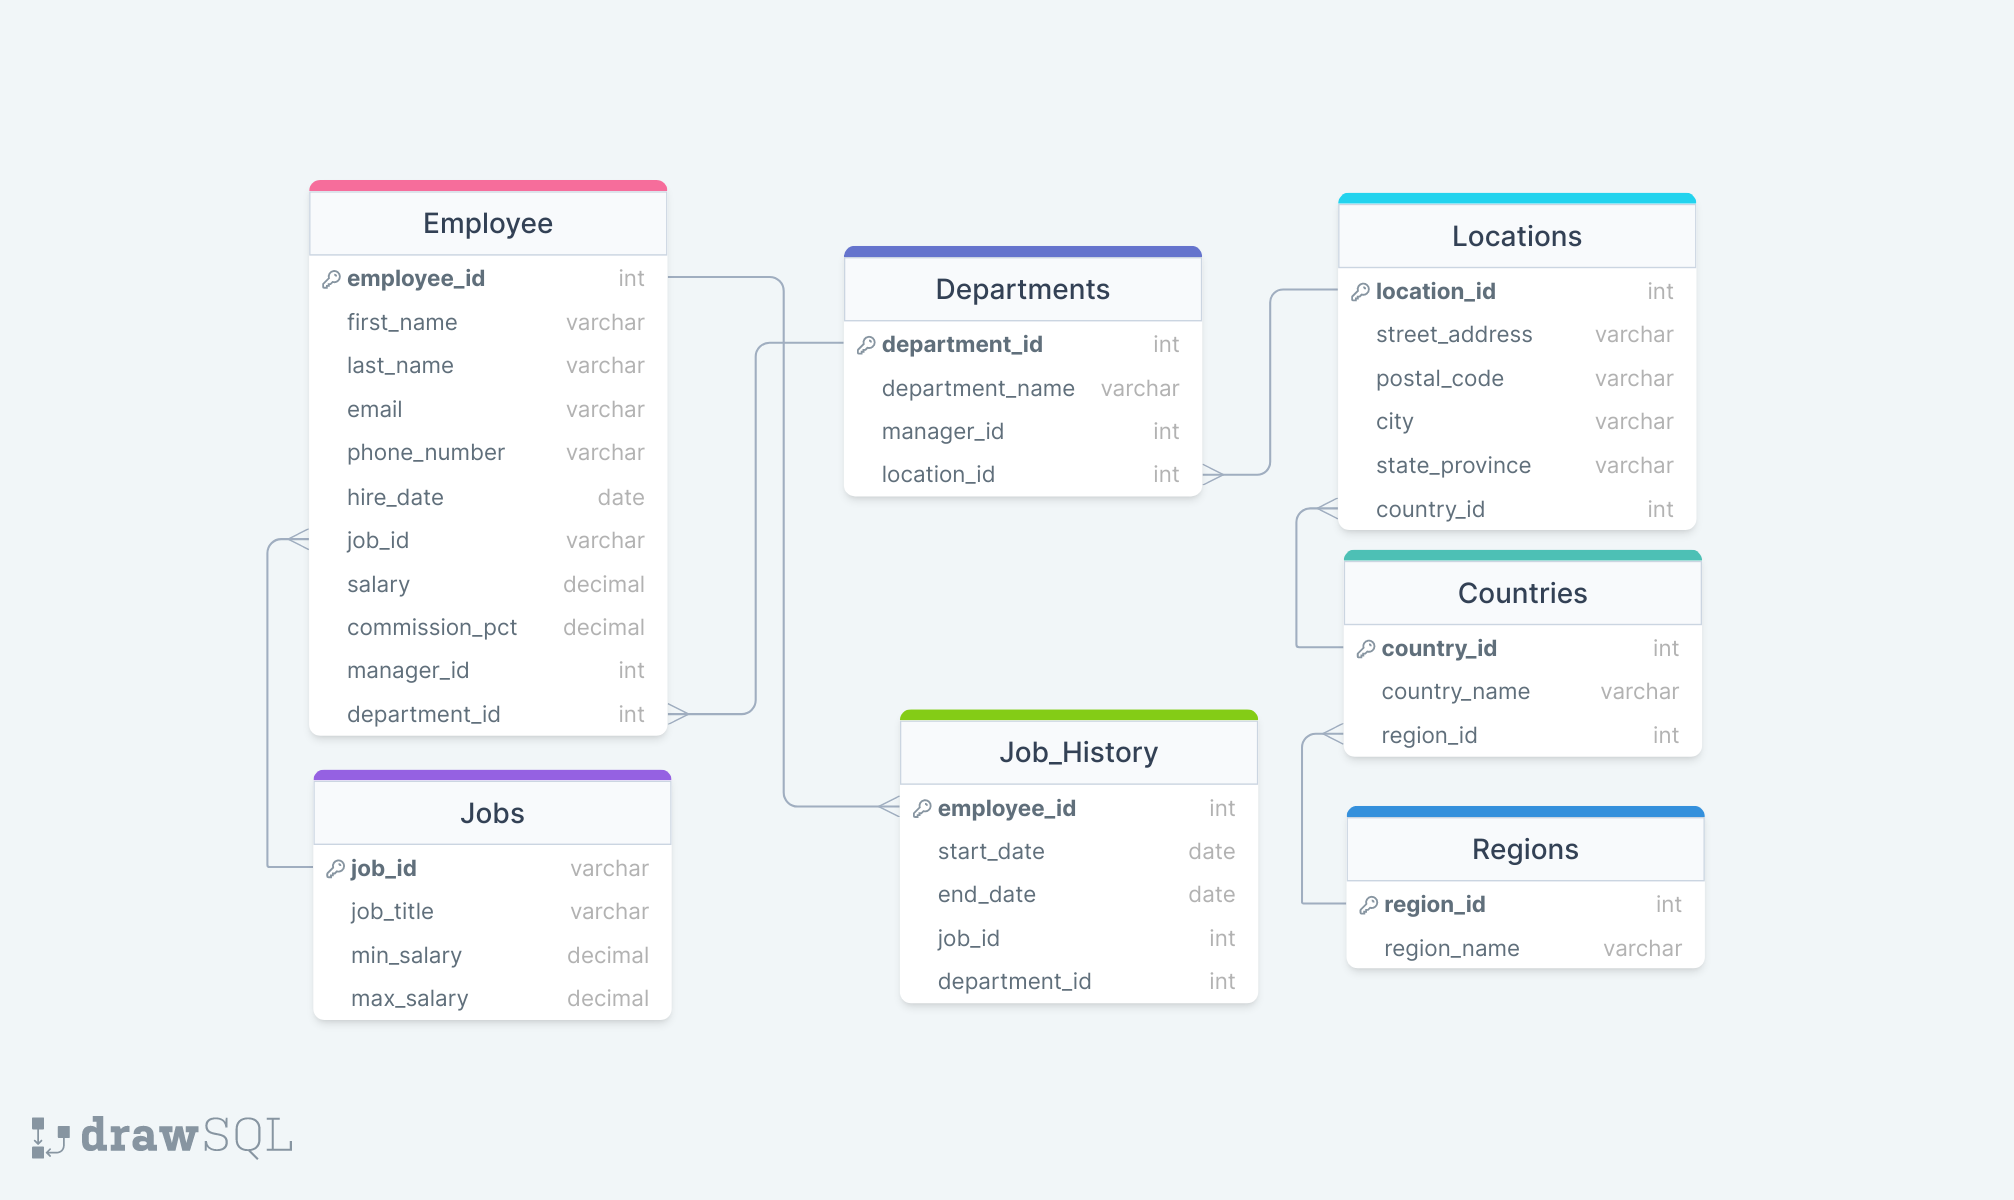 Employee
employee_id int
first_name varchar
last_name varchar
email varchar
phone_number varchar
hire_date date
job_id varchar
salary decimal
commission_pct decimal
manager_id int
department_id int
Jobs
job_id varchar
job_title varchar
min_salary decimal
max_salary decimal
Departments
department_id int
department_name varchar
manager_id int
location_id int
Job_History
employee_id int
start_date date
end_date date
job_id int
department_id int
Locations
location_id int
street_address varchar
postal_code varchar
city varchar
state_province varchar
country_id int
Countries
country_id int
country_name varchar
region_id int
Regions
region_id int
region_name varchar
drawSQL